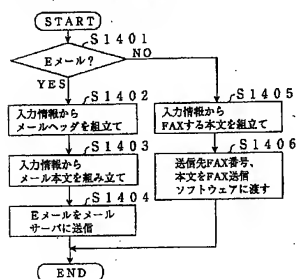 START
S1401
Eメール?
NO
YES
S1402
入力情報から
メールヘッダを組立て
S1403
入力情報から
メール本文を組み立て
S1404
Eメールをメール
サーバに送信
S1405
入力情報から
FAXする本文を組立て
S1406
送信先FAX番号、
本文をFAX送信
ソフトウェアに渡す
END